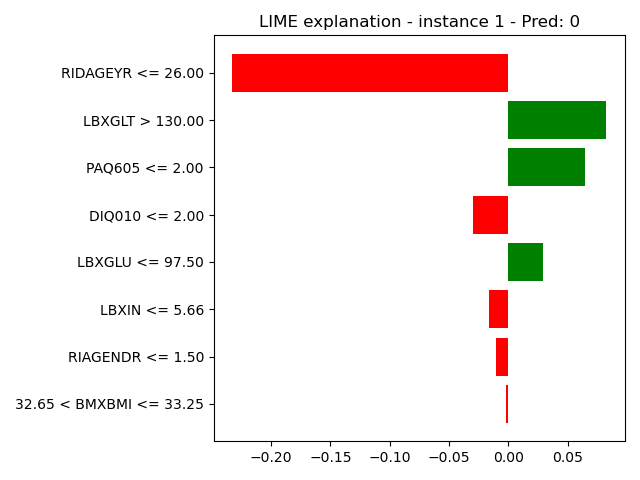 LIME explanation - instance 1 - Pred: 0
RIDAGEYR <= 26.00
LBXGLT > 130.00
PAQ605 <= 2.00
DIQ010 <= 2.00
LBXGLU <= 97.50
LBXIN <= 5.66
RIAGENDR <= 1.50
32.65 < BMXBMI <= 33.25
−0.20 −0.15 −0.10 −0.05 0.00 0.05